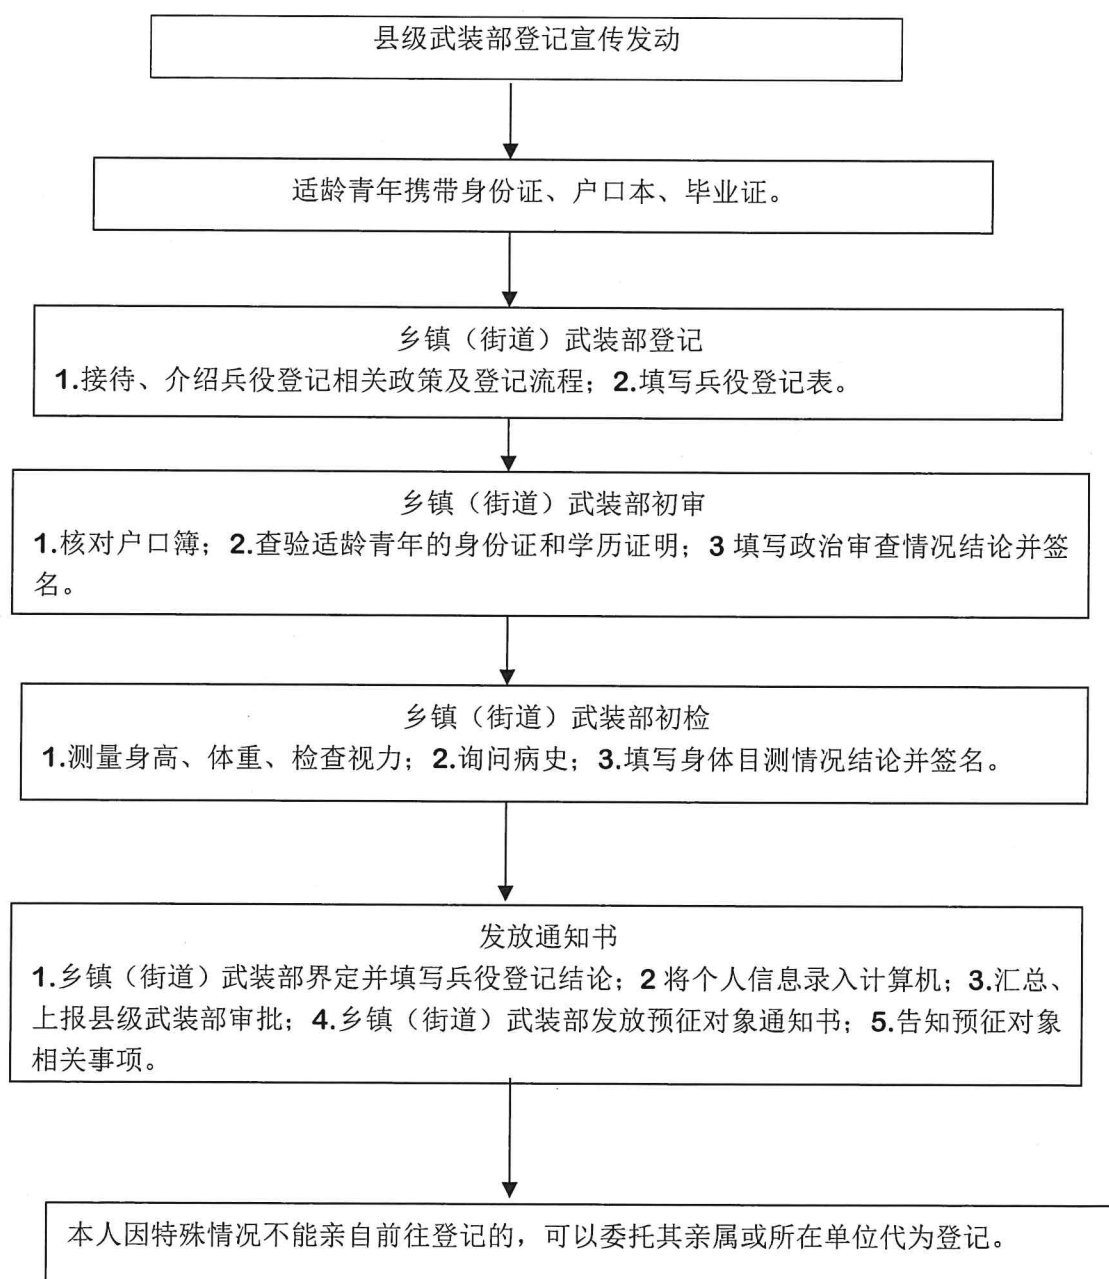 县级武装部登记宣传发动
适龄青年携带身份证、户口本、毕业证。
乡镇（街道）武装部登记
1.接待、介绍兵役登记相关政策及登记流程；2.填写兵役登记表。
乡镇（街道）武装部初审
1.核对户口簿；2.查验适龄青年的身份证和学历证明；3 填写政治审查情况结论并签
名。
乡镇（街道）武装部初检
1.测量身高、体重、检查视力；2.询问病史；3.填写身体目测情况结论并签名。
发放通知书
1.乡镇（街道）武装部界定并填写兵役登记结论；2 将个人信息录入计算机；3.汇总、
上报县级武装部审批；4.乡镇（街道）武装部发放预征对象通知书；5.告知预征对象
相关事项。
本人因特殊情况不能亲自前往登记的，可以委托其亲属或所在单位代为登记。